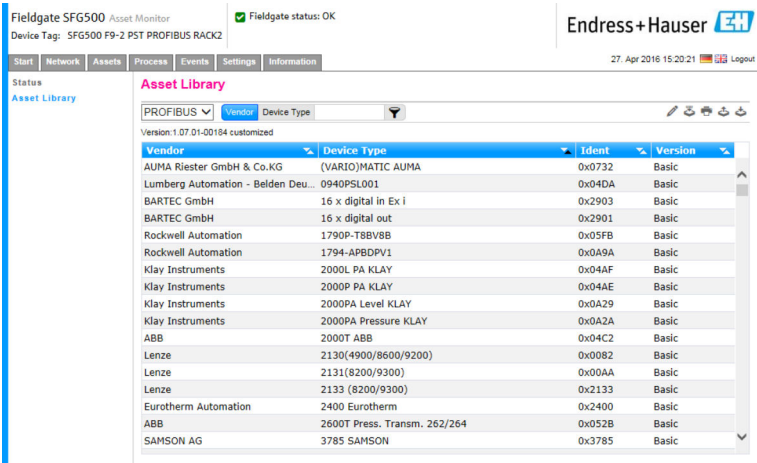 Fieldgate SFG500 Asset Monitor
Device Tag: SFG500 F9-2 PST PROFIBUS RACK2
Fieldgate status: OK
Endress+Hauser EH
Start Network Assets Process Events Settings Information
27. Apr 2016 15:20:21 Logout
Status
Asset Library
Asset Library
PROFIBUS Vendor Device Type
Version:1.07.01-00184 customized
Vendor Device Type Ident Version
AUMA Riester GmbH & Co.KG (VARIO)MATIC AUMA 0x0732 Basic
Lumberg Automation - Belden Deu... 0940PSL001 0x04DA Basic
BARTEC GmbH 16 x digital in Ex i 0x2903 Basic
BARTEC GmbH 16 x digital out 0x2901 Basic
Rockwell Automation 1790P-T8BV8B 0x05FB Basic
Rockwell Automation 1794-APBDPV1 0x0A9A Basic
Klay Instruments 2000L PA KLAY 0x04AF Basic
Klay Instruments 2000P PA KLAY 0x04AE Basic
Klay Instruments 2000PA Level KLAY 0x0A29 Basic
Klay Instruments 2000PA Pressure KLAY 0x0A2A Basic
ABB 2000T ABB 0x04C2 Basic
Lenze 2130(4900/8600/9200) 0x0082 Basic
Lenze 2131(8200/9300) 0x00AA Basic
Lenze 2133 (8200/9300) 0x2133 Basic
Eurotherm Automation 2400 Eurotherm 0x2400 Basic
ABB 2600T Press. Transm. 262/264 0x052B Basic
SAMSON AG 3785 SAMSON 0x3785 Basic